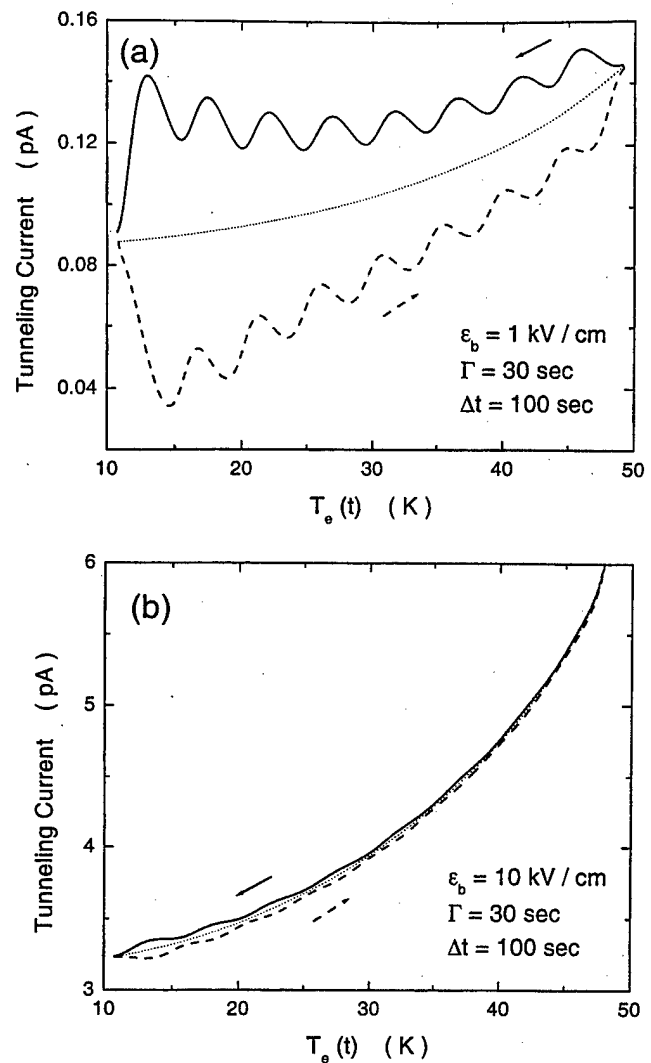 (a)
0.16
0.12
0.08
0.04
Tunneling Current ( pA )
ε_b = 1 kV / cm
Γ = 30 sec
Δt = 100 sec
10 20 30 40 50
T_e (t) ( K )
(b)
6
5
4
3
Tunneling Current ( pA )
ε_b = 10 kV / cm
Γ = 30 sec
Δt = 100 sec
10 20 30 40 50
T_e (t) ( K )